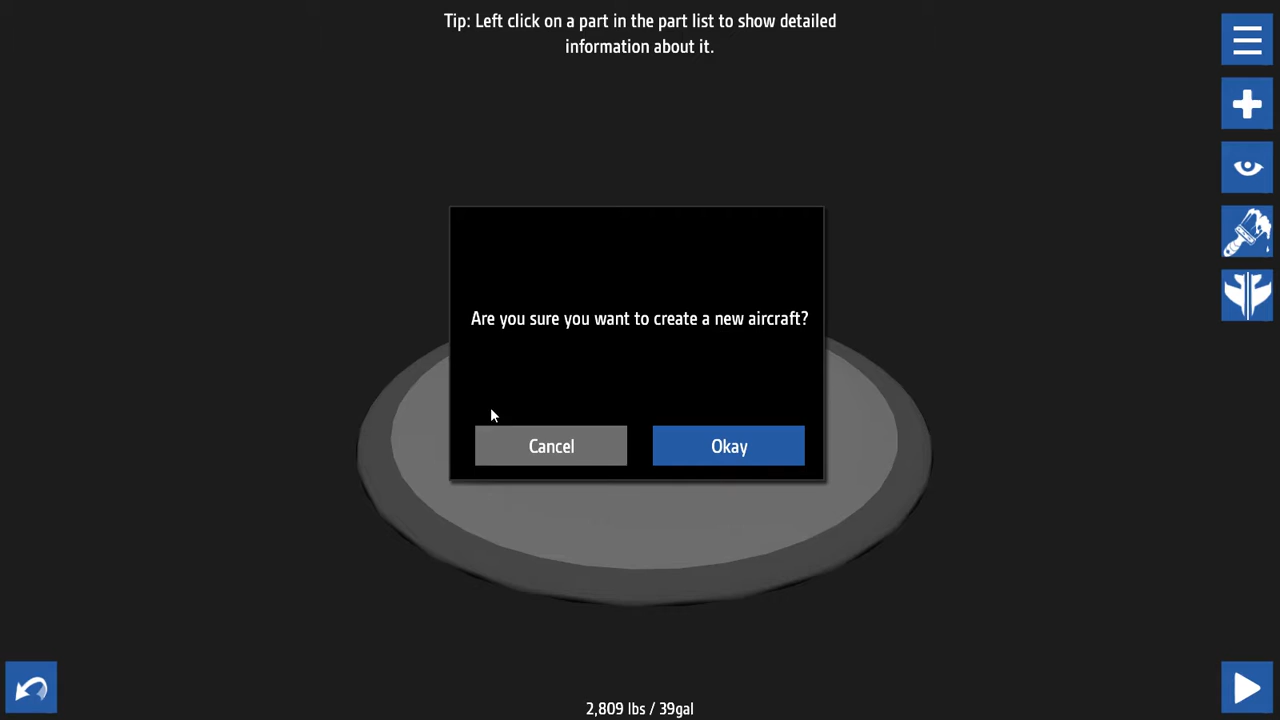 Tip: Left click on a part in the part list to show detailed
information about it.
Are you sure you want to create a new aircraft?
Cancel
Okay
2,809 lbs / 39gal